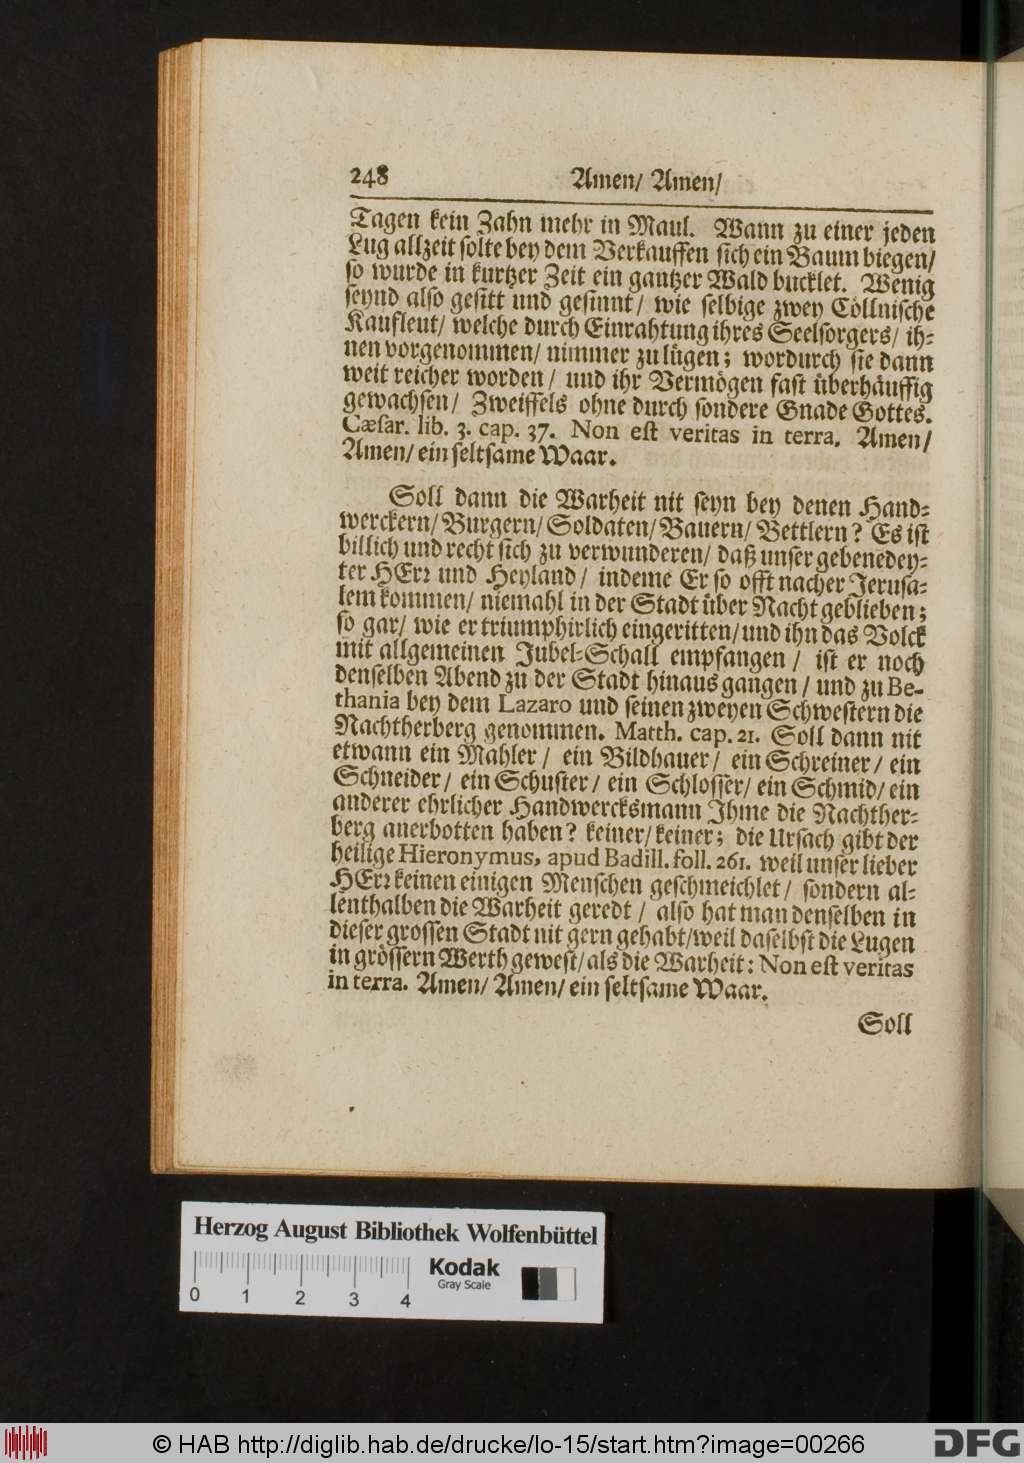 248 Amen/ Amen/
Tagen kein Zahn mehr in Maul. Wann zu einer jeden
Lug allzeit solte bey dem Verkauffen sich ein Baum biegen/
so wurde in kurtzer Zeit ein gantzer Wald bucklet. Wenig
seynd also gesitt und gesinnt/ wie selbige zwey Cöllnische
Kaufleut/ welche durch Einrahtung ihres Seelsorgers/ ih-
nen vorgenommen/ nimmer zu lügen; wordurch sie dann
weit reicher worden/ und ihr Vermögen fast überhäuffig
gewachsen/ Zweiffels ohne durch sondere Gnade Gottes.
Cæsar. lib. 3. cap. 37. Non est veritas in terra. Amen/
Amen/ ein seltsame Waar.
Soll dann die Warheit nit seyn bey denen Hand-
werckern/ Burgern/ Soldaten/ Bauern/ Bettlern? Es ist
billich und recht sich zu verwunderen/ daß unser gebenedey-
ter HErr und Heyland/ indeme Er so offt nacher Jerusa-
lem kommen/ niemahl in der Stadt über Nacht geblieben;
so gar/ wie er triumphirlich eingeritten/ und ihn das Volck
mit allgemeinen Jubel-Schall empfangen/ ist er noch
denselben Abend zu der Stadt hinaus gangen/ und zu Be-
thania bey dem Lazaro und seinen zweyen Schwestern die
Nachtherberg genommen. Matth. cap. 21. Soll dann nit
etwann ein Mahler/ ein Bildhauer/ ein Schreiner/ ein
Schneider/ ein Schuster/ ein Schlosser/ ein Schmid/ ein
anderer ehrlicher Handwercksmann Ihme die Nachther-
berg anerbotten haben? keiner/ keiner; die Ursach gibt der
heilige Hieronymus, apud Badill. foll. 261. weil unser lieber
HErr keinen einigen Menschen geschmeichlet/ sondern al-
lenthalben die Warheit geredt/ also hat man denselben in
dieser grossen Stadt nit gern gehabt/ weil daselbst die Lugen
in grössern Werth gewest/ als die Warheit: Non est veritas
in terra. Amen/ Amen/ ein seltsame Waar.
Soll
Herzog August Bibliothek Wolfenbüttel
Kodak
Gray Scale
0 1 2 3 4
© HAB http://diglib.hab.de/drucke/lo-15/start.htm?image=00266
DFG